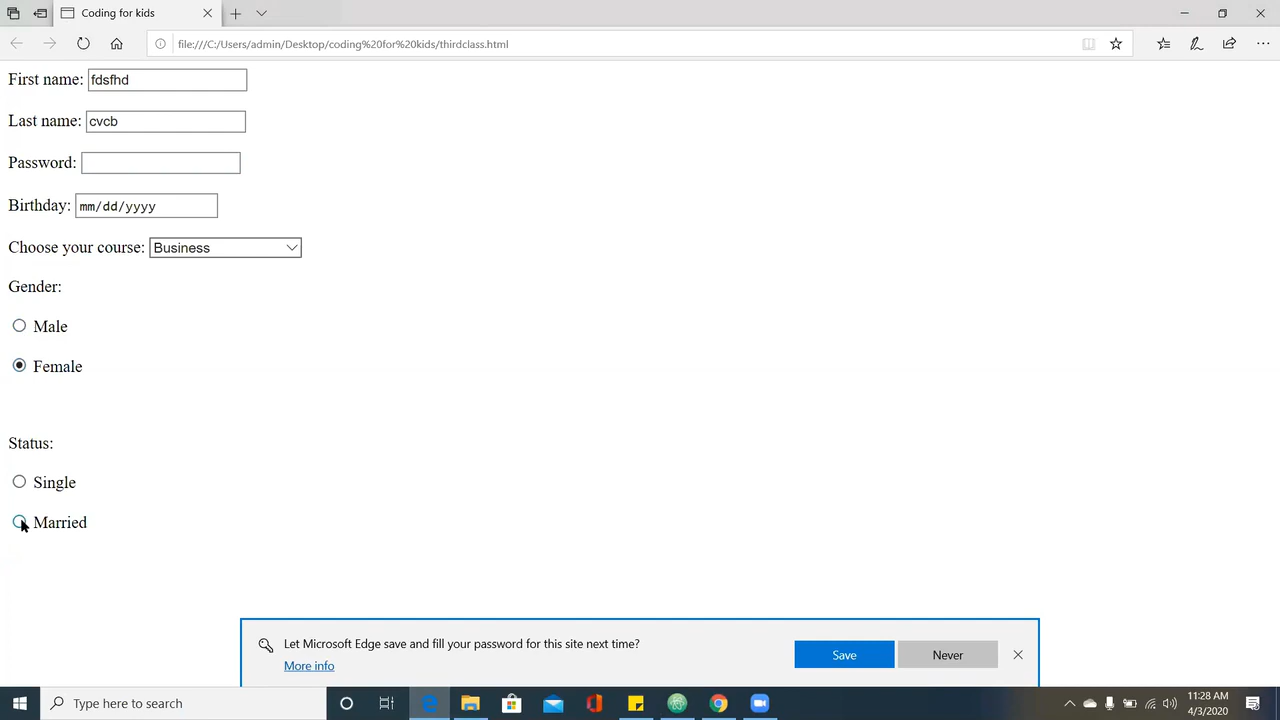 Coding for kids
file:///C:/Users/admin/Desktop/coding%20for%20kids/thirdclass.html
First name: fdsfhd
Last name: cvcb
Password:
Birthday: mm/dd/yyyy
Choose your course: Business
Gender:
Male
Female
Status:
Single
Married
Let Microsoft Edge save and fill your password for this site next time?
More info
Save
Never
Type here to search
11:28 AM
4/3/2020